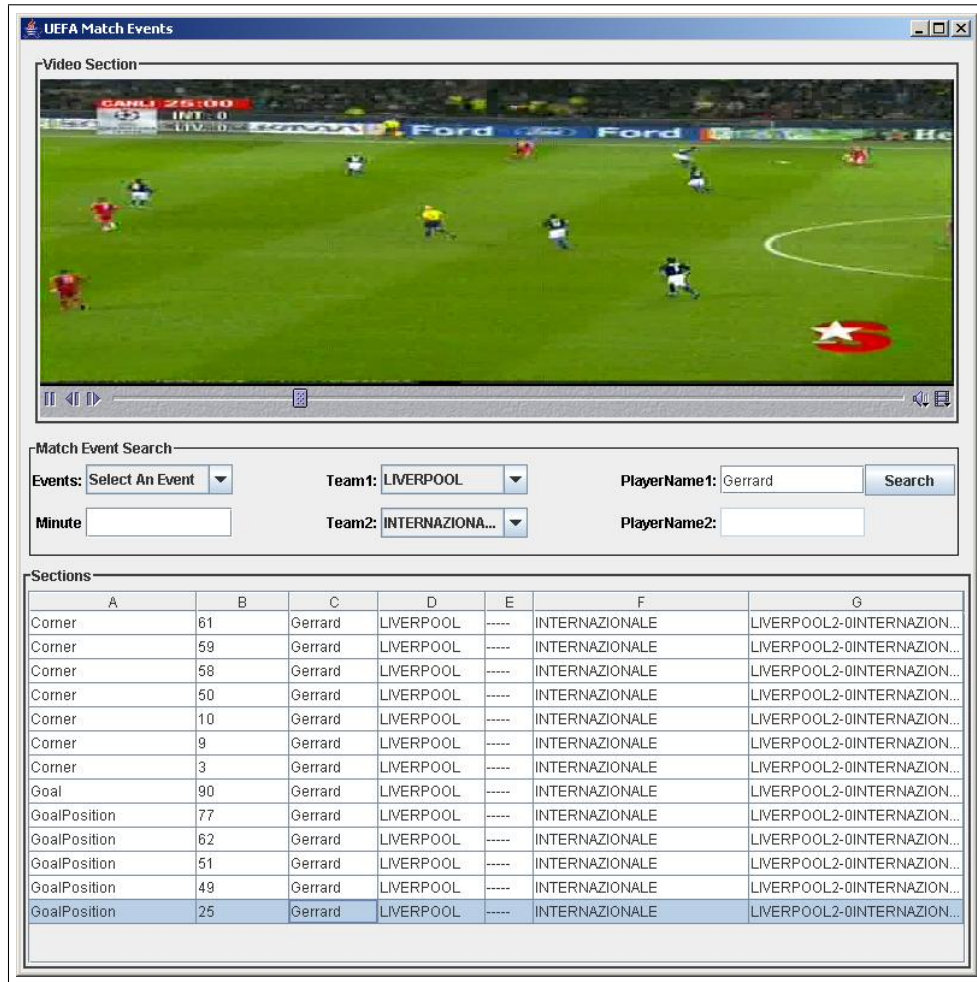 UEFA Match Events
Video Section
CANLI 25:00
INT : 0
LIV : 0
Ford Ford
Match Event Search
Events: Select An Event Team1: LIVERPOOL PlayerName1: Gerrard Search
Minute Team2: INTERNAZIONA... PlayerName2:
Sections
A B C D E F G
Corner 61 Gerrard LIVERPOOL ----- INTERNAZIONALE LIVERPOOL2-0INTERNAZION...
Corner 59 Gerrard LIVERPOOL ----- INTERNAZIONALE LIVERPOOL2-0INTERNAZION...
Corner 58 Gerrard LIVERPOOL ----- INTERNAZIONALE LIVERPOOL2-0INTERNAZION...
Corner 50 Gerrard LIVERPOOL ----- INTERNAZIONALE LIVERPOOL2-0INTERNAZION...
Corner 10 Gerrard LIVERPOOL ----- INTERNAZIONALE LIVERPOOL2-0INTERNAZION...
Corner 9 Gerrard LIVERPOOL ----- INTERNAZIONALE LIVERPOOL2-0INTERNAZION...
Corner 3 Gerrard LIVERPOOL ----- INTERNAZIONALE LIVERPOOL2-0INTERNAZION...
Goal 90 Gerrard LIVERPOOL ----- INTERNAZIONALE LIVERPOOL2-0INTERNAZION...
GoalPosition 77 Gerrard LIVERPOOL ----- INTERNAZIONALE LIVERPOOL2-0INTERNAZION...
GoalPosition 62 Gerrard LIVERPOOL ----- INTERNAZIONALE LIVERPOOL2-0INTERNAZION...
GoalPosition 51 Gerrard LIVERPOOL ----- INTERNAZIONALE LIVERPOOL2-0INTERNAZION...
GoalPosition 49 Gerrard LIVERPOOL ----- INTERNAZIONALE LIVERPOOL2-0INTERNAZION...
GoalPosition 25 Gerrard LIVERPOOL ----- INTERNAZIONALE LIVERPOOL2-0INTERNAZION...